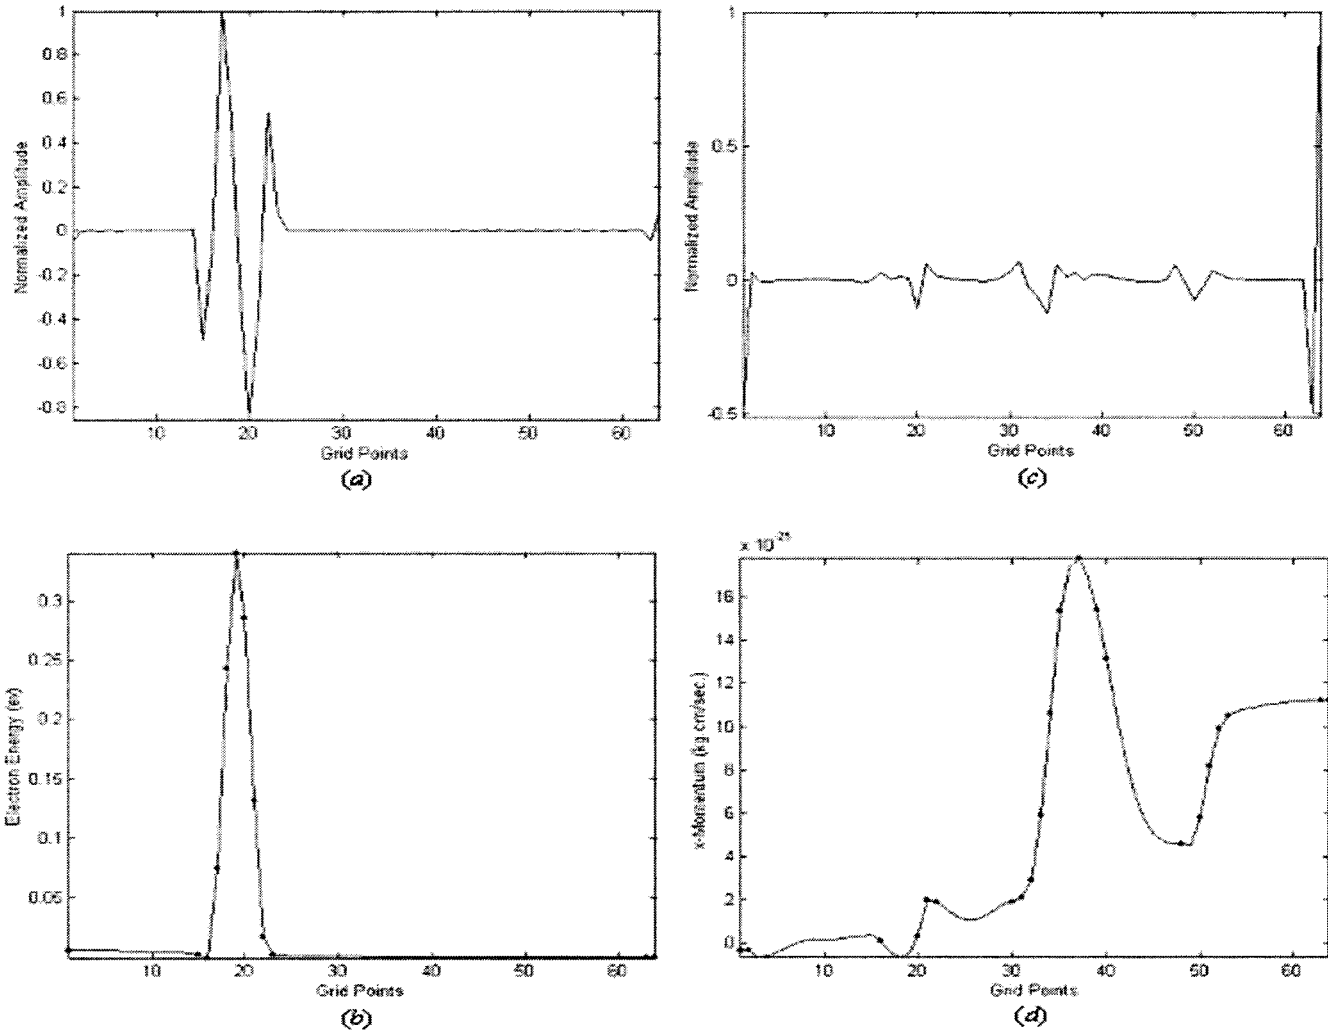 1
0.8
0.6
0.4
0.2
0
-0.2
-0.4
-0.6
-0.8
Normalized Amplitude
10 20 30 40 50 60
Grid Points
(a)
1
0.5
0
-0.5
Normalized Amplitude
10 20 30 40 50 60
Grid Points
(c)
0.3
0.25
0.2
0.15
0.1
0.05
Electron Energy (ev)
10 20 30 40 50 60
Grid Points
(b)
x 10
16
14
12
10
8
6
4
2
0
x-Momentum (kg cm/sec.)
10 20 30 40 50 60
Grid Points
(d)